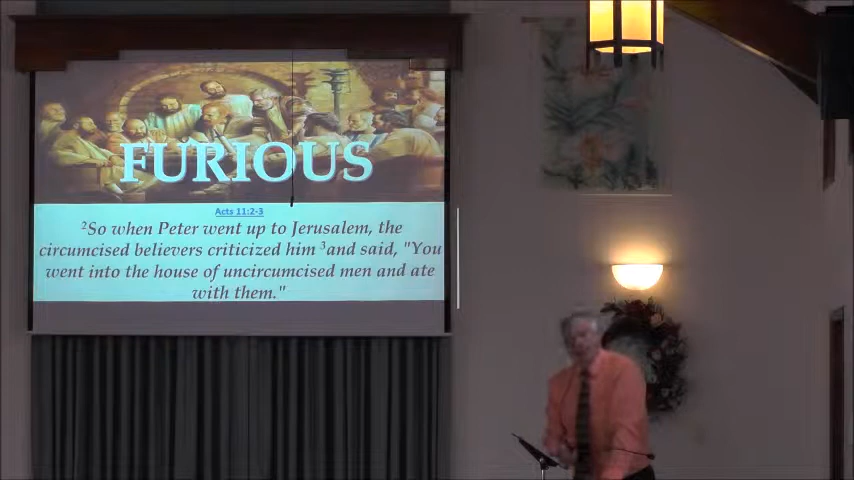 FURIOUS
Acts 11:2-3
²So when Peter went up to Jerusalem, the
circumcised believers criticized him ³and said, "You
went into the house of uncircumcised men and ate
with them."